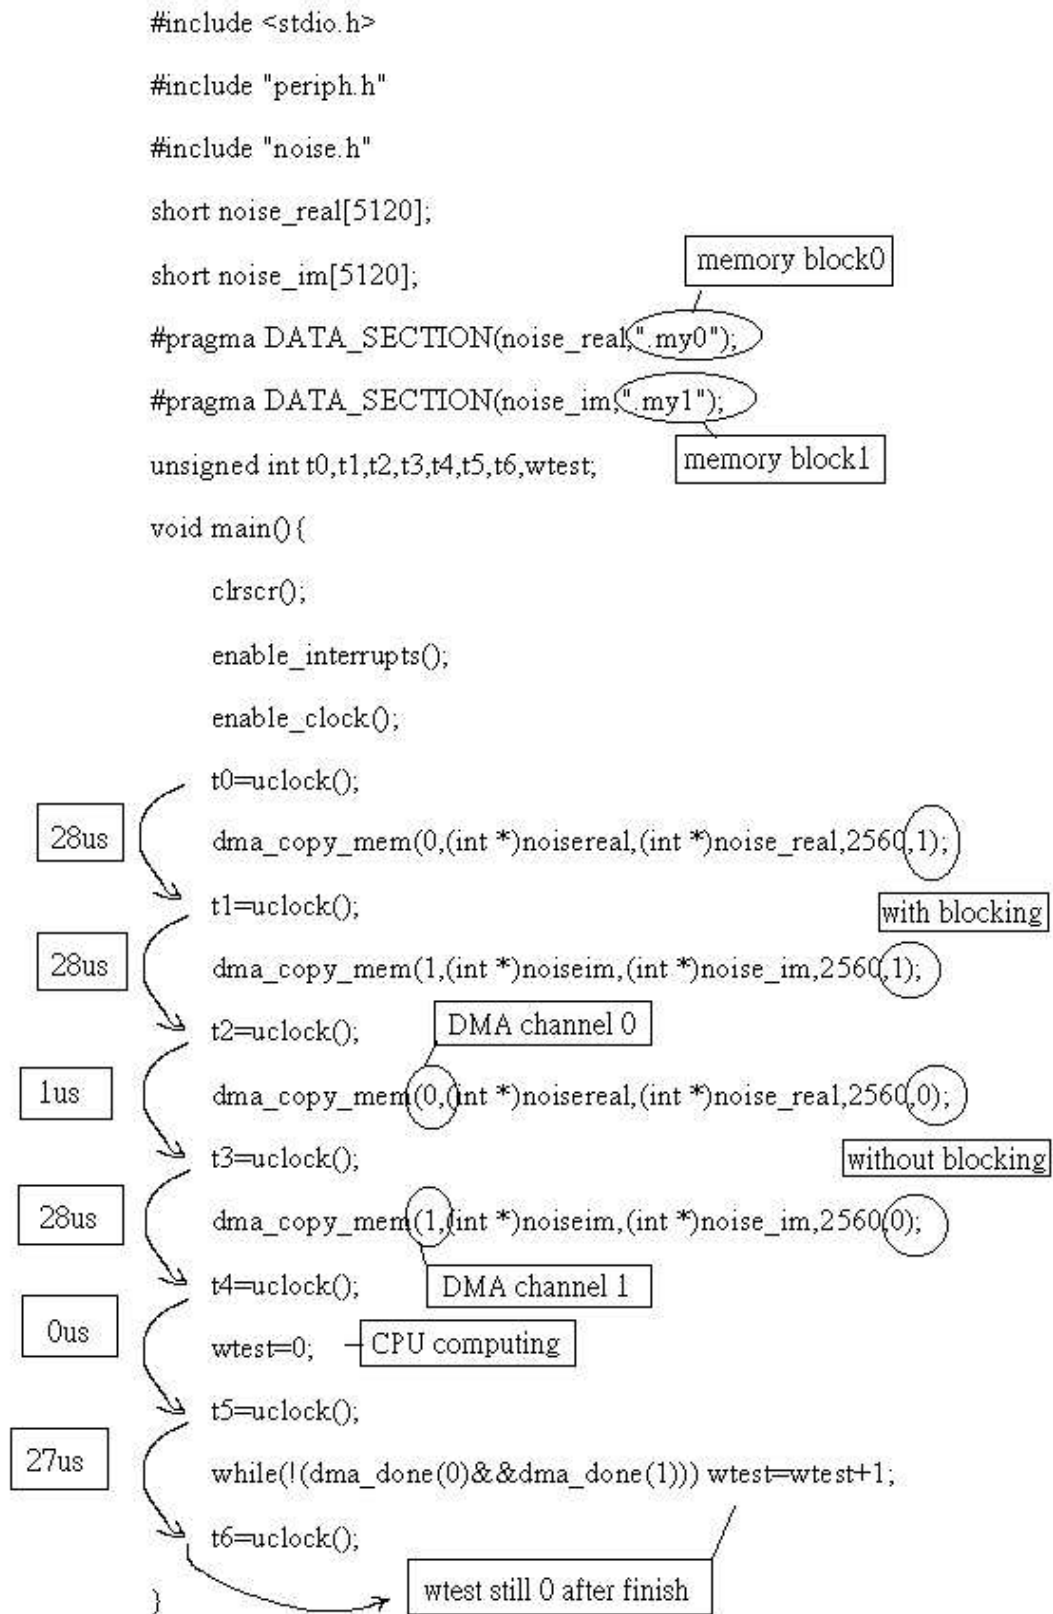 #include <stdio.h>
#include "periph.h"
#include "noise.h"
short noise_real[5120];
short noise_im[5120];
memory block0
#pragma DATA_SECTION(noise_real,".my0");
#pragma DATA_SECTION(noise_im,".my1");
unsigned int t0,t1,t2,t3,t4,t5,t6,wtest;
memory block1
void main(){
clrscr();
enable_interrupts();
enable_clock();
t0=uclock();
28us
dma_copy_mem(0,(int *)noisereal,(int *)noise_real,2560,1);
t1=uclock();
with blocking
28us
dma_copy_mem(1,(int *)noiseim,(int *)noise_im,2560,1);
t2=uclock();
DMA channel 0
1us
dma_copy_mem(0,(int *)noisereal,(int *)noise_real,2560,0);
t3=uclock();
without blocking
28us
dma_copy_mem(1,(int *)noiseim,(int *)noise_im,2560,0);
t4=uclock();
DMA channel 1
0us
wtest=0;
CPU computing
t5=uclock();
27us
while(!(dma_done(0)&&dma_done(1))) wtest=wtest+1;
t6=uclock();
wtest still 0 after finish
}